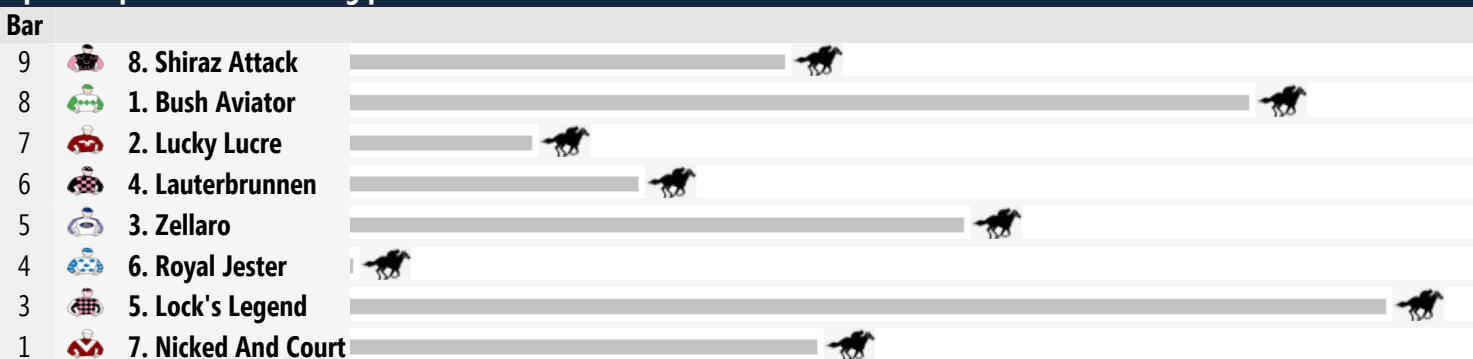 Bar
9 8. Shiraz Attack
8 1. Bush Aviator
7 2. Lucky Lucre
6 4. Lauterbrunnen
5 3. Zellaro
4 6. Royal Jester
3 5. Lock's Legend
1 7. Nicked And Court